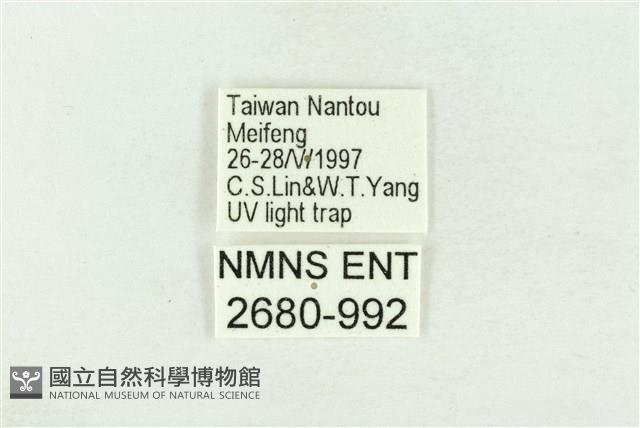 Taiwan Nantou
Meifeng
26-28/V/1997
C.S.Lin&W.T.Yang
UV light trap
NMNS ENT
2680-992
國立自然科學博物館
NATIONAL MUSEUM OF NATURAL SCIENCE